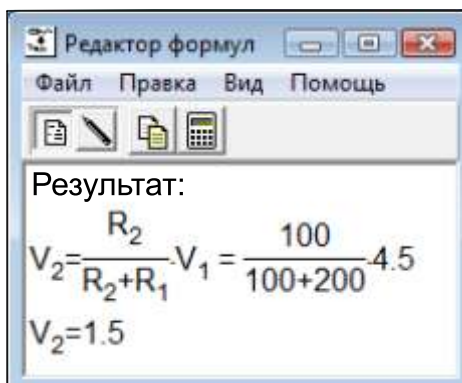 Редактор формул
Файл Правка Вид Помощь
Результат:
V₂=R₂/(R₂+R₁)·V₁ = 100/(100+200)·4.5
V₂=1.5